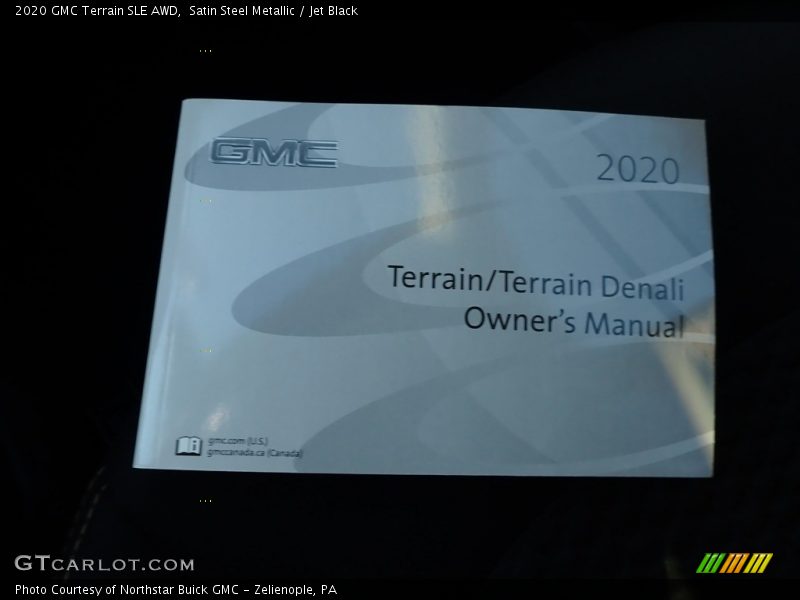 2020 GMC Terrain SLE AWD, Satin Steel Metallic / Jet Black
GMC
2020
Terrain/Terrain Denali
Owner's Manual
gmc.com (U.S.)
gmccanada.ca (Canada)
GTCARLOT.COM
Photo Courtesy of Northstar Buick GMC - Zelienople, PA